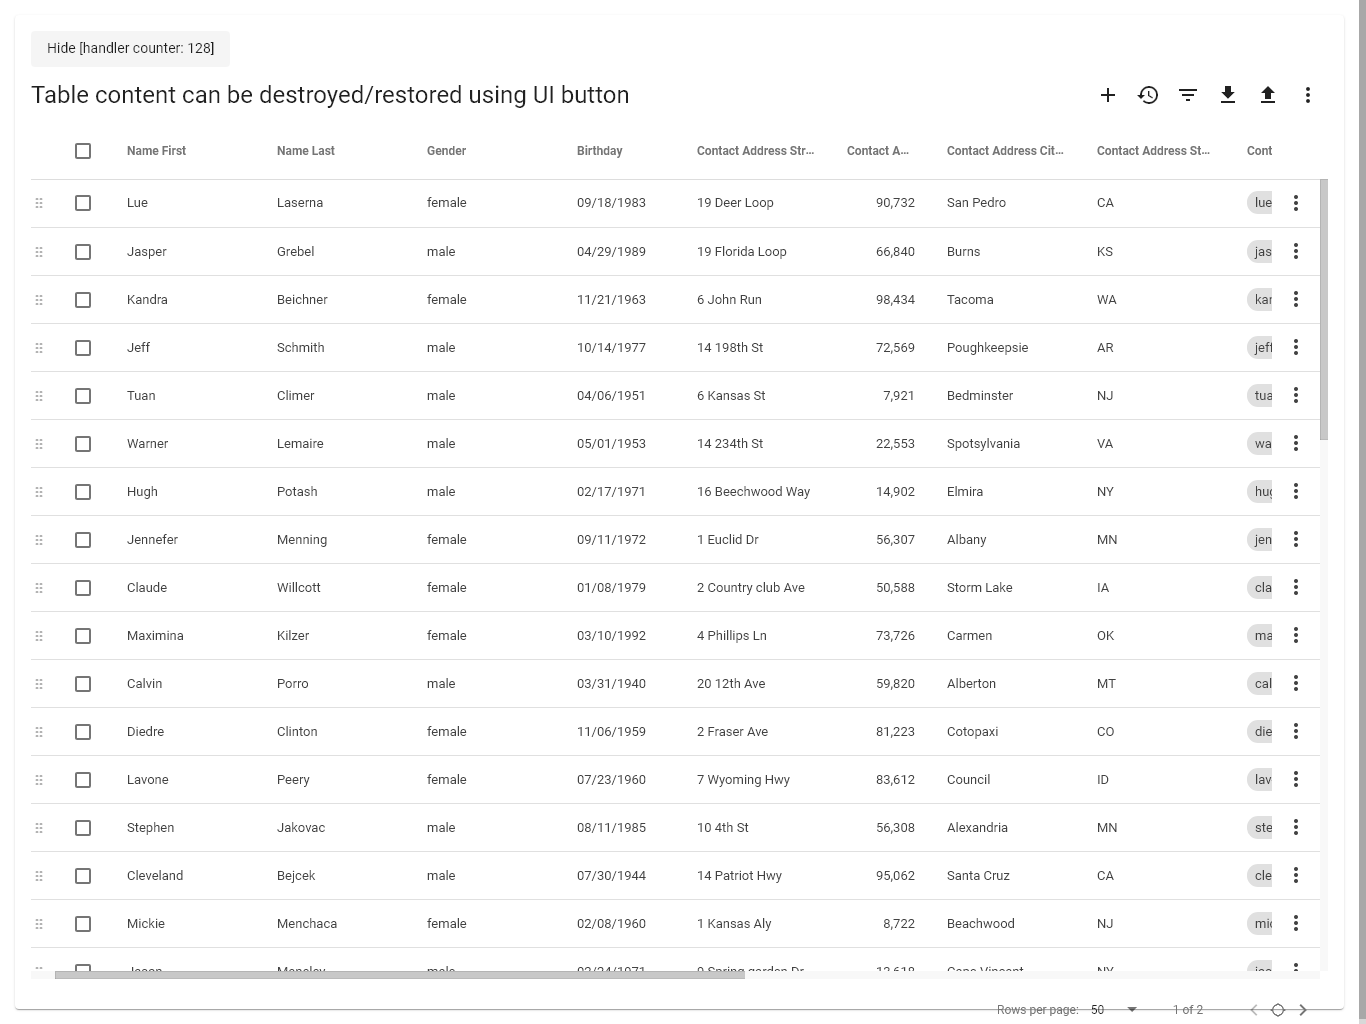 Hide [handler counter: 128]
Table content can be destroyed/restored using UI button
Name First Name Last Gender Birthday Contact Address Str... Contact A... Contact Address Cit... Contact Address St... Cont
Lue Laserna female 09/18/1983 19 Deer Loop 90,732 San Pedro CA lue
Jasper Grebel male 04/29/1989 19 Florida Loop 66,840 Burns KS jas
Kandra Beichner female 11/21/1963 6 John Run 98,434 Tacoma WA kan
Jeff Schmith male 10/14/1977 14 198th St 72,569 Poughkeepsie AR jeff
Tuan Climer male 04/06/1951 6 Kansas St 7,921 Bedminster NJ tua
Warner Lemaire male 05/01/1953 14 234th St 22,553 Spotsylvania VA wa
Hugh Potash male 02/17/1971 16 Beechwood Way 14,902 Elmira NY hug
Jennefer Menning female 09/11/1972 1 Euclid Dr 56,307 Albany MN jen
Claude Willcott female 01/08/1979 2 Country club Ave 50,588 Storm Lake IA cla
Maximina Kilzer female 03/10/1992 4 Phillips Ln 73,726 Carmen OK ma
Calvin Porro male 03/31/1940 20 12th Ave 59,820 Alberton MT cal
Diedre Clinton female 11/06/1959 2 Fraser Ave 81,223 Cotopaxi CO die
Lavone Peery female 07/23/1960 7 Wyoming Hwy 83,612 Council ID lav
Stephen Jakovac male 08/11/1985 10 4th St 56,308 Alexandria MN ste
Cleveland Bejcek male 07/30/1944 14 Patriot Hwy 95,062 Santa Cruz CA cle
Mickie Menchaca female 02/08/1960 1 Kansas Aly 8,722 Beachwood NJ mic
Rows per page: 50 1 of 2